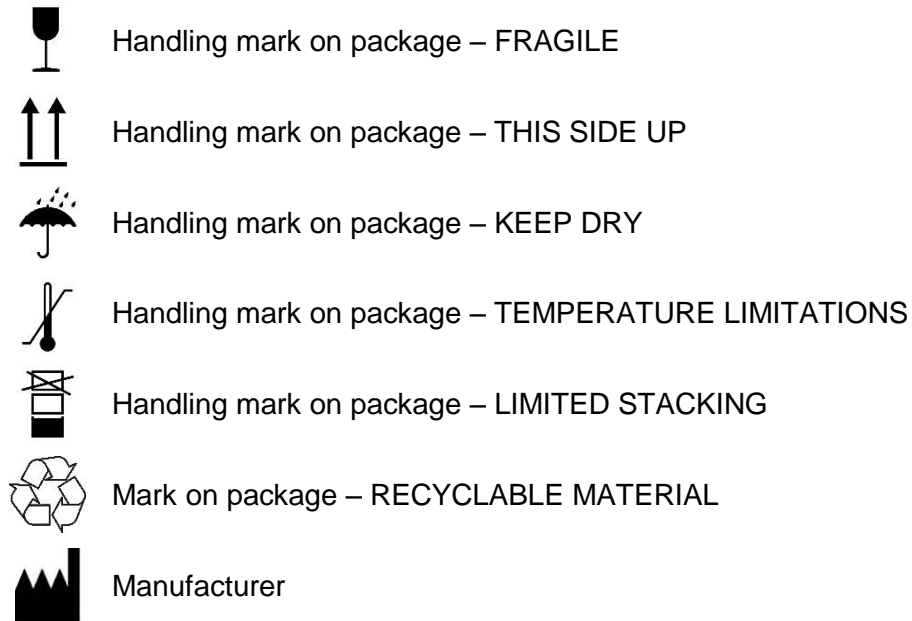 Handling mark on package – FRAGILE
Handling mark on package – THIS SIDE UP
Handling mark on package – KEEP DRY
Handling mark on package – TEMPERATURE LIMITATIONS
Handling mark on package – LIMITED STACKING
Mark on package – RECYCLABLE MATERIAL
Manufacturer